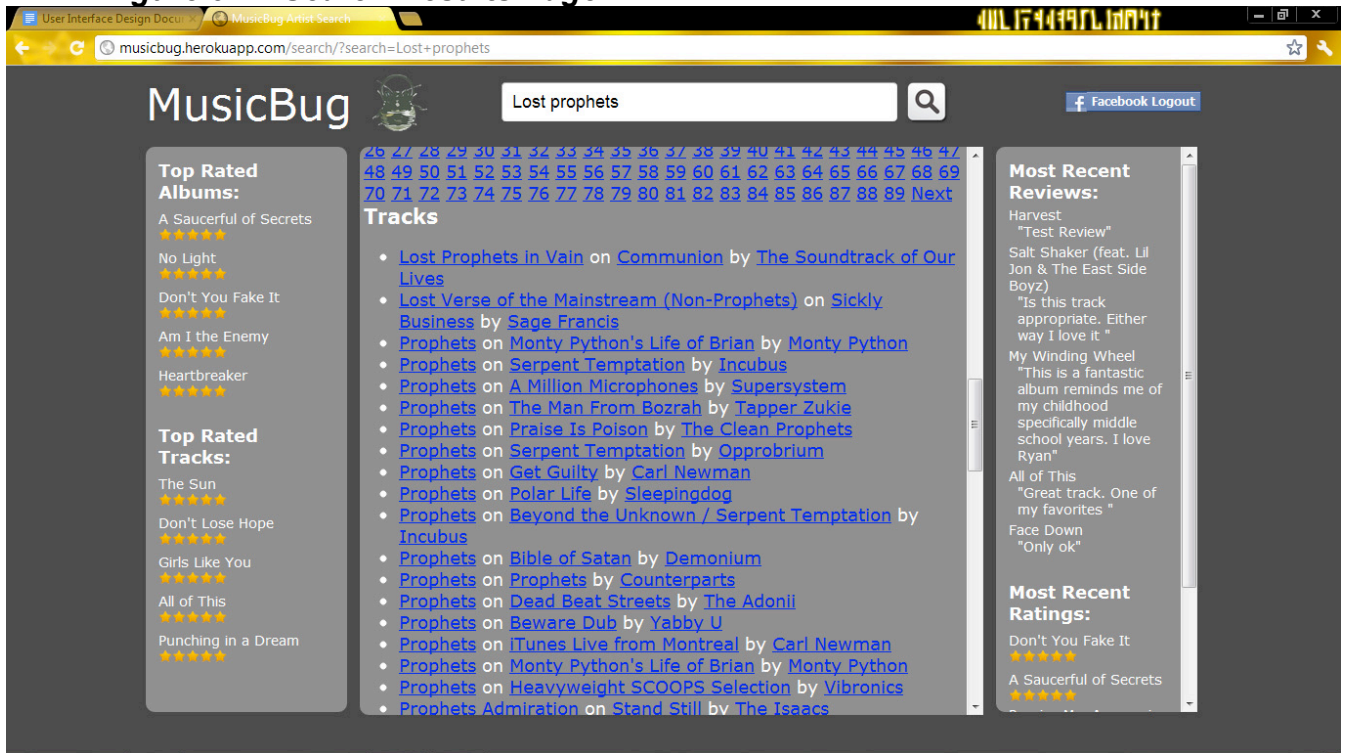 User Interface Design Docu
MusicBug Artist Search
musicbug.herokuapp.com/search/?search=Lost+prophets
MusicBug
Lost prophets
Facebook Logout
Top Rated
Albums:
A Saucerful of Secrets
No Light
Don't You Fake It
Am I the Enemy
Heartbreaker
Top Rated
Tracks:
The Sun
Don't Lose Hope
Girls Like You
All of This
Punching in a Dream
26 27 28 29 30 31 32 33 34 35 36 37 38 39 40 41 42 43 44 45 46 47
48 49 50 51 52 53 54 55 56 57 58 59 60 61 62 63 64 65 66 67 68 69
70 71 72 73 74 75 76 77 78 79 80 81 82 83 84 85 86 87 88 89 Next
Tracks
• Lost Prophets in Vain on Communion by The Soundtrack of Our
Lives
• Lost Verse of the Mainstream (Non-Prophets) on Sickly
Business by Sage Francis
• Prophets on Monty Python's Life of Brian by Monty Python
• Prophets on Serpent Temptation by Incubus
• Prophets on A Million Microphones by Supersystem
• Prophets on The Man From Bozrah by Tapper Zukie
• Prophets on Praise Is Poison by The Clean Prophets
• Prophets on Serpent Temptation by Opprobrium
• Prophets on Get Guilty by Carl Newman
• Prophets on Polar Life by Sleepingdog
• Prophets on Beyond the Unknown / Serpent Temptation by
Incubus
• Prophets on Bible of Satan by Demonium
• Prophets on Prophets by Counterparts
• Prophets on Dead Beat Streets by The Adonii
• Prophets on Beware Dub by Yabby U
• Prophets on iTunes Live from Montreal by Carl Newman
• Prophets on Monty Python's Life of Brian by Monty Python
• Prophets on Heavyweight SCOOPS Selection by Vibronics
• Prophets Admiration on Stand Still by The Isaacs
Most Recent
Reviews:
Harvest
"Test Review"
Salt Shaker (feat. Lil
Jon & The East Side
Boyz)
"Is this track
appropriate. Either
way I love it "
My Winding Wheel
"This is a fantastic
album reminds me of
my childhood
specifically middle
school years. I love
Ryan"
All of This
"Great track. One of
my favorites "
Face Down
"Only ok"
Most Recent
Ratings:
Don't You Fake It
A Saucerful of Secrets